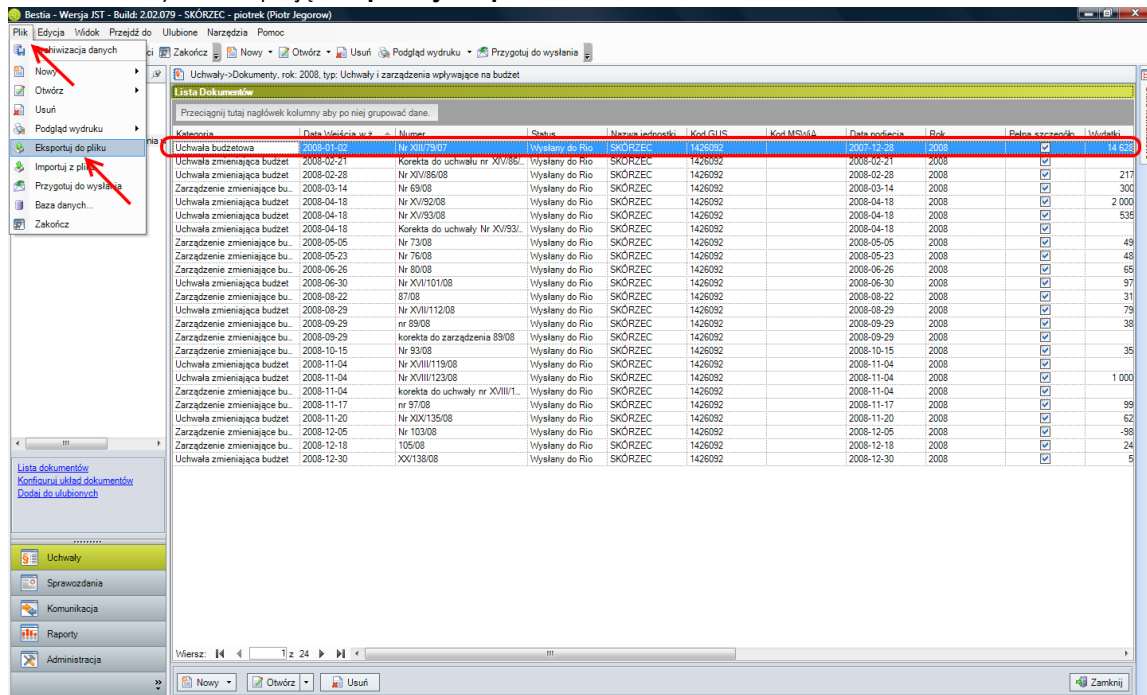 Bestia - Wersja JST - Build: 2.02.079 - SKÓRZEC - piotrek (Piotr Jegorow)
Plik Edycja Widok Przejdź do Ulubione Narzędzia Pomoc
Zakończ Nowy Otwórz Usuń Podgląd wydruku Przygotuj do wysłania
Nowy
Otwórz
Usuń
Podgląd wydruku
Eksportuj do pliku
Importuj z pliku
Przygotuj do wysłania
Baza danych...
Zakończ
Lista dokumentów
Konfiguruj układ dokumentów
Dodaj do ulubionych
Uchwały
Sprawozdania
Komunikacja
Raporty
Administracja
Uchwały->Dokumenty, rok: 2008, typ: Uchwały i zarządzenia wpływające na budżet
Lista Dokumentów
Przeciągnij tutaj nagłówek kolumny aby po niej grupować dane.
Kategoria Data Wejścia w ż... Numer Status Nazwa jednostki Kod GUS Kod MSWiA Data podjęcia Rok Pełna szczegóło Wydatki
Uchwała budżetowa 2008-01-02 Nr XIII/79/07 Wysłany do Rio SKÓRZEC 1426092 2007-12-28 2008 14 628
Uchwała zmieniająca budżet 2008-02-21 Korekta do uchwału nr XIV/86/... Wysłany do Rio SKÓRZEC 1426092 2008-02-21 2008
Uchwała zmieniająca budżet 2008-02-28 Nr XIV/86/08 Wysłany do Rio SKÓRZEC 1426092 2008-02-28 2008 217
Zarządzenie zmieniające bu... 2008-03-14 Nr 69/08 Wysłany do Rio SKÓRZEC 1426092 2008-03-14 2008 300
Uchwała zmieniająca budżet 2008-04-18 Nr XV/92/08 Wysłany do Rio SKÓRZEC 1426092 2008-04-18 2008 2 000
Uchwała zmieniająca budżet 2008-04-18 Nr XV/93/08 Wysłany do Rio SKÓRZEC 1426092 2008-04-18 2008 535
Uchwała zmieniająca budżet 2008-04-18 Korekta do uchwały Nr XV/93/... Wysłany do Rio SKÓRZEC 1426092 2008-04-18 2008
Zarządzenie zmieniające bu... 2008-05-05 Nr 73/08 Wysłany do Rio SKÓRZEC 1426092 2008-05-05 2008 49
Zarządzenie zmieniające bu... 2008-05-23 Nr 76/08 Wysłany do Rio SKÓRZEC 1426092 2008-05-23 2008 48
Zarządzenie zmieniające bu... 2008-06-26 Nr 80/08 Wysłany do Rio SKÓRZEC 1426092 2008-06-26 2008 65
Uchwała zmieniająca budżet 2008-06-30 Nr XVI/101/08 Wysłany do Rio SKÓRZEC 1426092 2008-06-30 2008 97
Zarządzenie zmieniające bu... 2008-08-22 87/08 Wysłany do Rio SKÓRZEC 1426092 2008-08-22 2008 31
Uchwała zmieniająca budżet 2008-08-29 Nr XVII/112/08 Wysłany do Rio SKÓRZEC 1426092 2008-08-29 2008 79
Zarządzenie zmieniające bu... 2008-09-29 nr 89/08 Wysłany do Rio SKÓRZEC 1426092 2008-09-29 2008 38
Zarządzenie zmieniające bu... 2008-09-29 korekta do zarządzenia 89/08 Wysłany do Rio SKÓRZEC 1426092 2008-09-29 2008
Zarządzenie zmieniające bu... 2008-10-15 Nr 93/08 Wysłany do Rio SKÓRZEC 1426092 2008-10-15 2008 35
Uchwała zmieniająca budżet 2008-11-04 Nr XVIII/119/08 Wysłany do Rio SKÓRZEC 1426092 2008-11-04 2008
Uchwała zmieniająca budżet 2008-11-04 Nr XVIII/123/08 Wysłany do Rio SKÓRZEC 1426092 2008-11-04 2008 1 000
Zarządzenie zmieniające bu... 2008-11-04 korekta do uchwały nr XVIII/1... Wysłany do Rio SKÓRZEC 1426092 2008-11-04 2008
Zarządzenie zmieniające bu... 2008-11-17 nr 97/08 Wysłany do Rio SKÓRZEC 1426092 2008-11-17 2008 99
Uchwała zmieniająca budżet 2008-11-20 Nr XIX/135/08 Wysłany do Rio SKÓRZEC 1426092 2008-11-20 2008 62
Zarządzenie zmieniające bu... 2008-12-05 Nr 103/08 Wysłany do Rio SKÓRZEC 1426092 2008-12-05 2008 -98
Zarządzenie zmieniające bu... 2008-12-18 105/08 Wysłany do Rio SKÓRZEC 1426092 2008-12-18 2008 24
Uchwała zmieniająca budżet 2008-12-30 XX/138/08 Wysłany do Rio SKÓRZEC 1426092 2008-12-30 2008 5
Wiersz: 1 z 24
Nowy Otwórz Usuń Zamknij